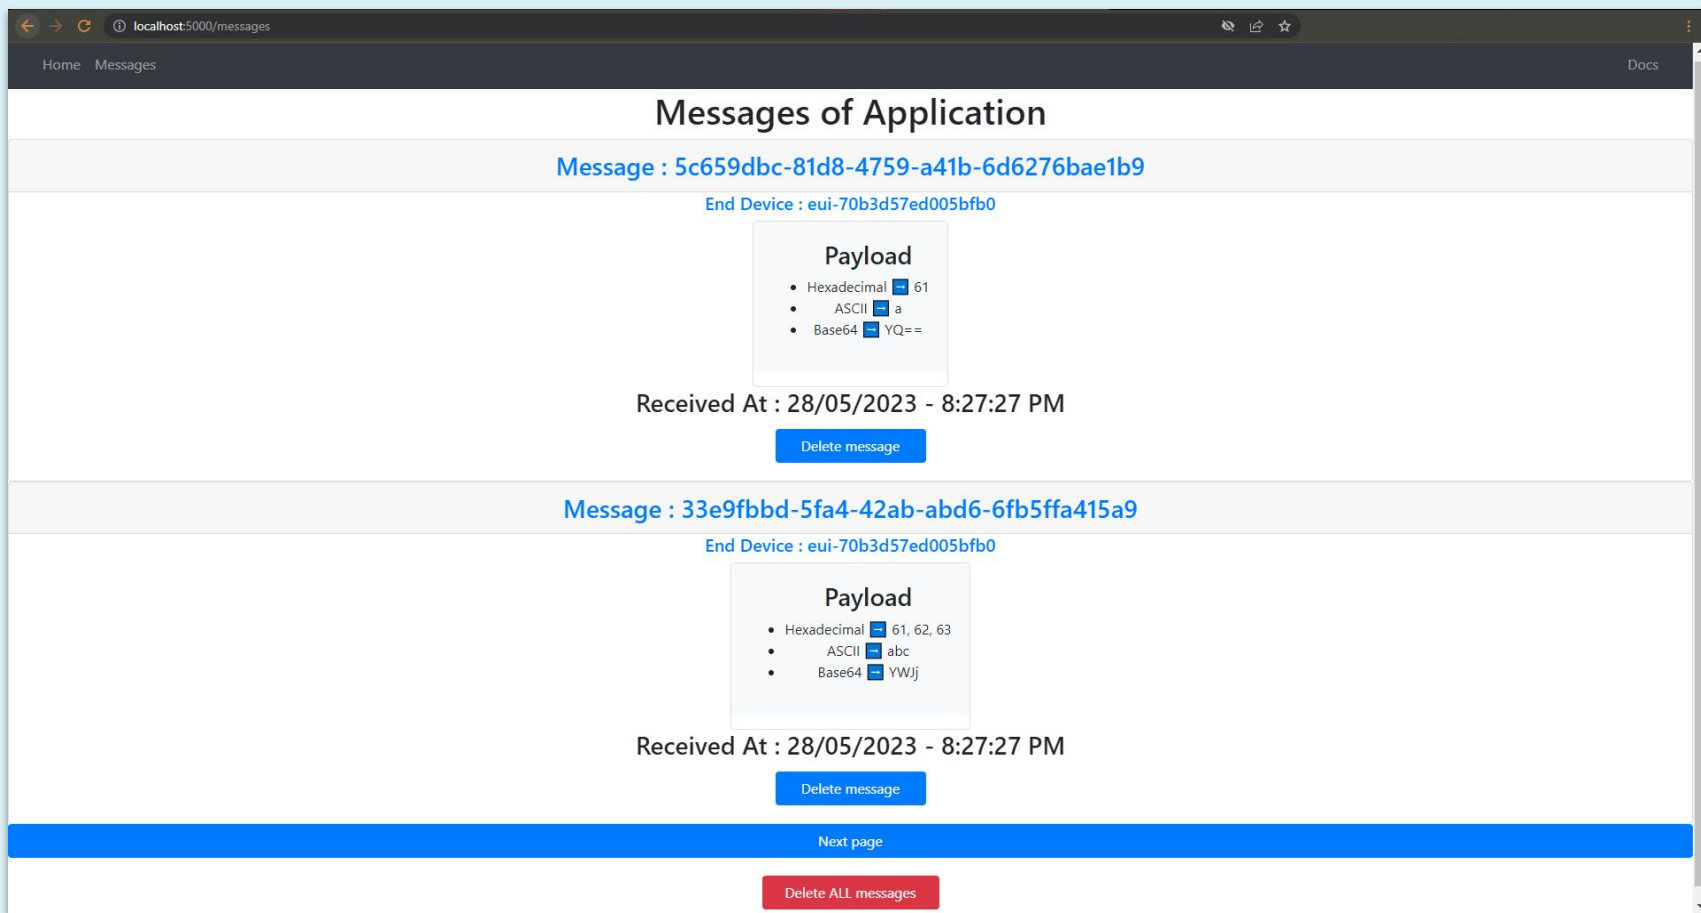 localhost:5000/messages
Home Messages Docs
Messages of Application
Message : 5c659dbc-81d8-4759-a41b-6d6276bae1b9
End Device : eui-70b3d57ed005bfb0
Payload
• Hexadecimal ➡ 61
• ASCII ➡ a
• Base64 ➡ YQ==
Received At : 28/05/2023 - 8:27:27 PM
Delete message
Message : 33e9fbbd-5fa4-42ab-abd6-6fb5ffa415a9
End Device : eui-70b3d57ed005bfb0
Payload
• Hexadecimal ➡ 61, 62, 63
• ASCII ➡ abc
• Base64 ➡ YWJj
Received At : 28/05/2023 - 8:27:27 PM
Delete message
Next page
Delete ALL messages